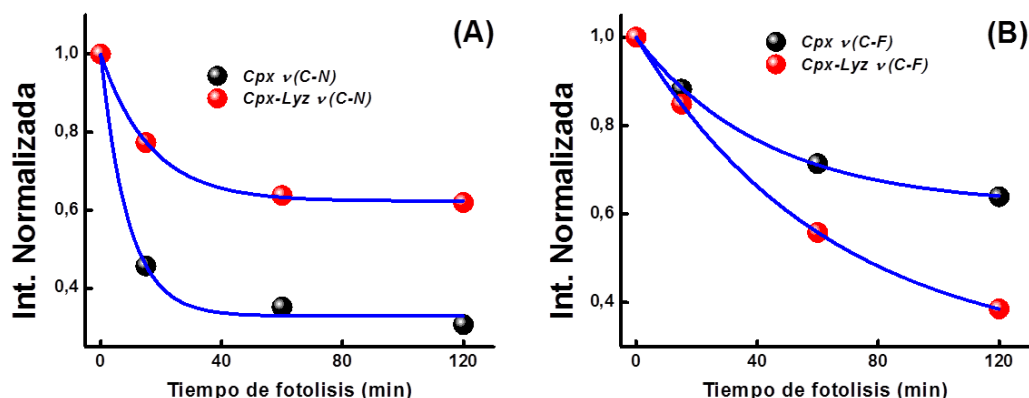 (A)
Int. Normalizada
1,0
0,8
0,6
0,4
Cpx ν(C-N)
Cpx-Lyz ν(C-N)
0
40
80
120
Tiempo de fotolisis (min)
(B)
Int. Normalizada
1,0
0,8
0,6
0,4
Cpx ν(C-F)
Cpx-Lyz ν(C-F)
0
40
80
120
Tiempo de fotolisis (min)